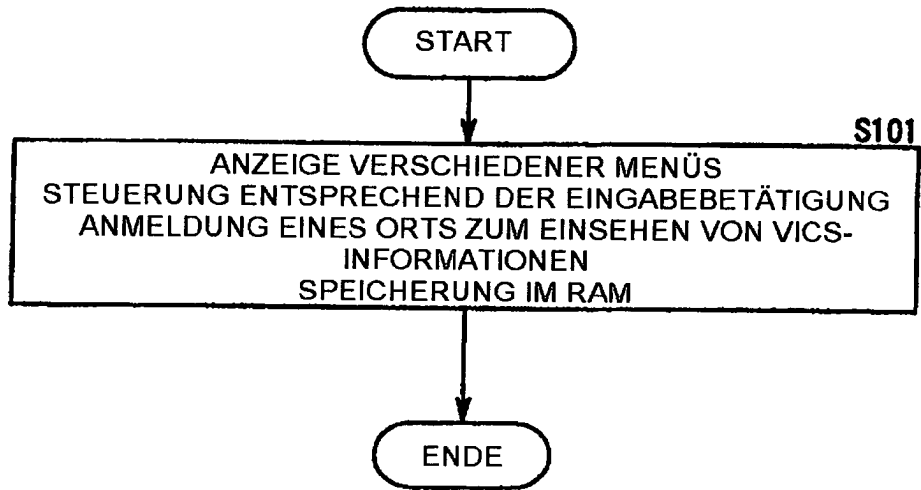 START
S101
ANZEIGE VERSCHIEDENER MENÜS
STEUERUNG ENTSPRECHEND DER EINGABEBETÄTIGUNG
ANMELDUNG EINES ORTS ZUM EINSEHEN VON VICS-
INFORMATIONEN
SPEICHERUNG IM RAM
ENDE